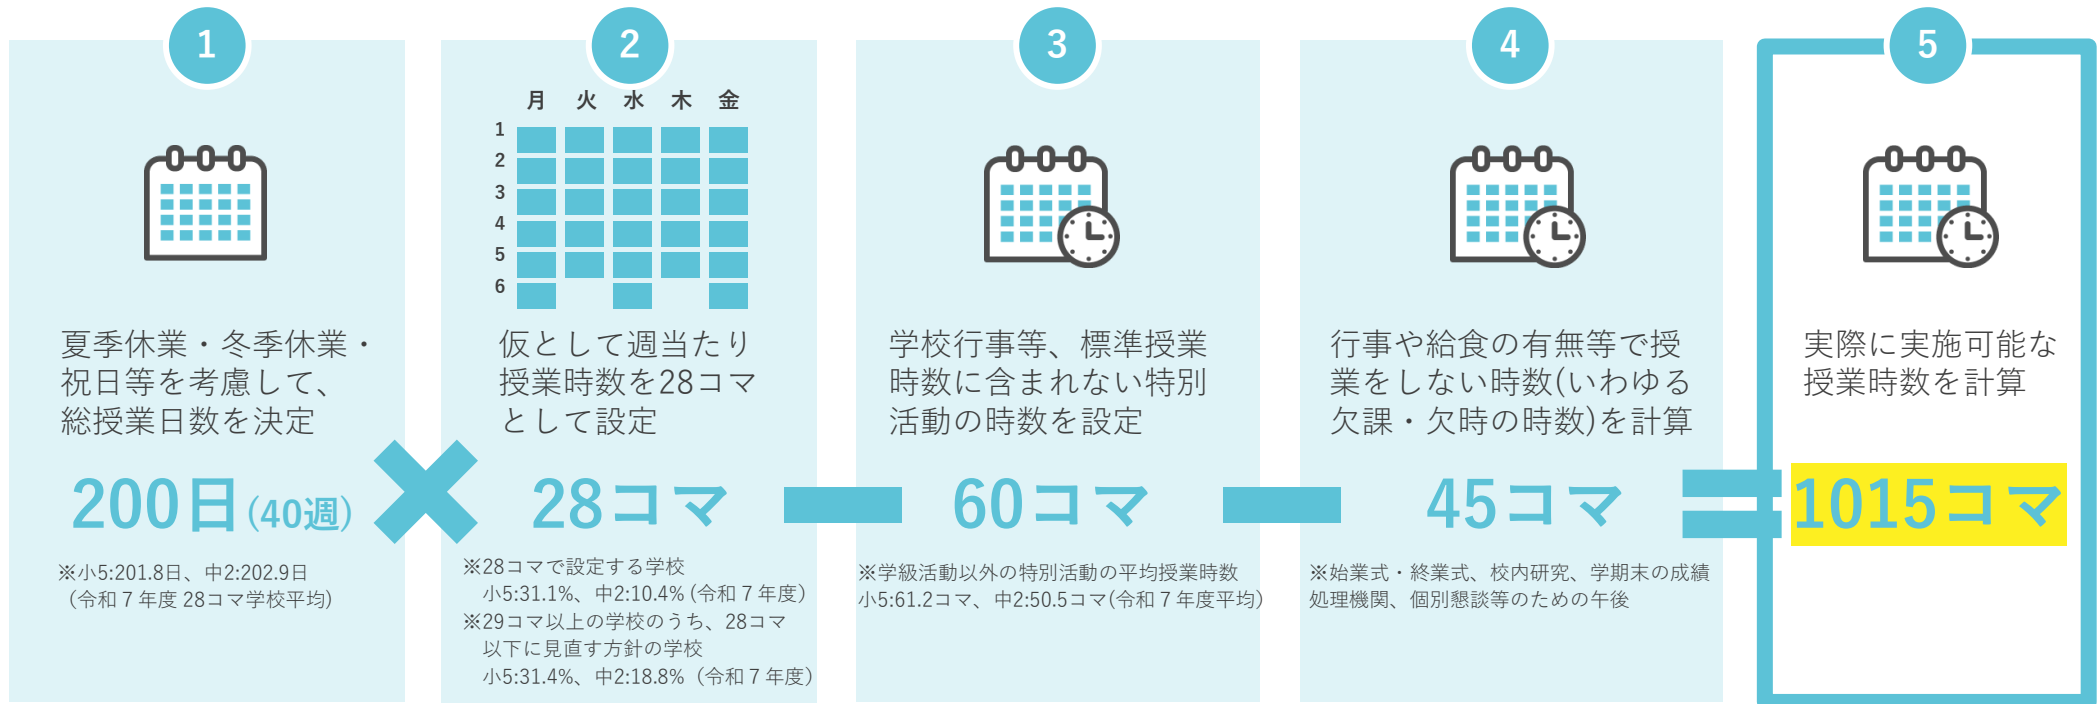 1
夏季休業・冬季休業・
祝日等を考慮して、
総授業日数を決定
200日(40週)
※小5:201.8日、中2:202.9日
（令和７年度 28コマ学校平均）
2
月 火 水 木 金
1
2
3
4
5
6
仮として週当たり
授業時数を28コマ
として設定
28コマ
※28コマで設定する学校
小5:31.1%、中2:10.4% (令和７年度）
※29コマ以上の学校のうち、28コマ
以下に見直す方針の学校
小5:31.4%、中2:18.8%（令和７年度）
3
学校行事等、標準授業
時数に含まれない特別
活動の時数を設定
60コマ
※学級活動以外の特別活動の平均授業時数
小5:61.2コマ、中2:50.5コマ(令和７年度平均）
4
行事や給食の有無等で授
業をしない時数(いわゆる
欠課・欠時の時数)を計算
45コマ
※始業式・終業式、校内研究、学期末の成績
処理機関、個別懇談等のための午後
5
実際に実施可能な
授業時数を計算
1015コマ